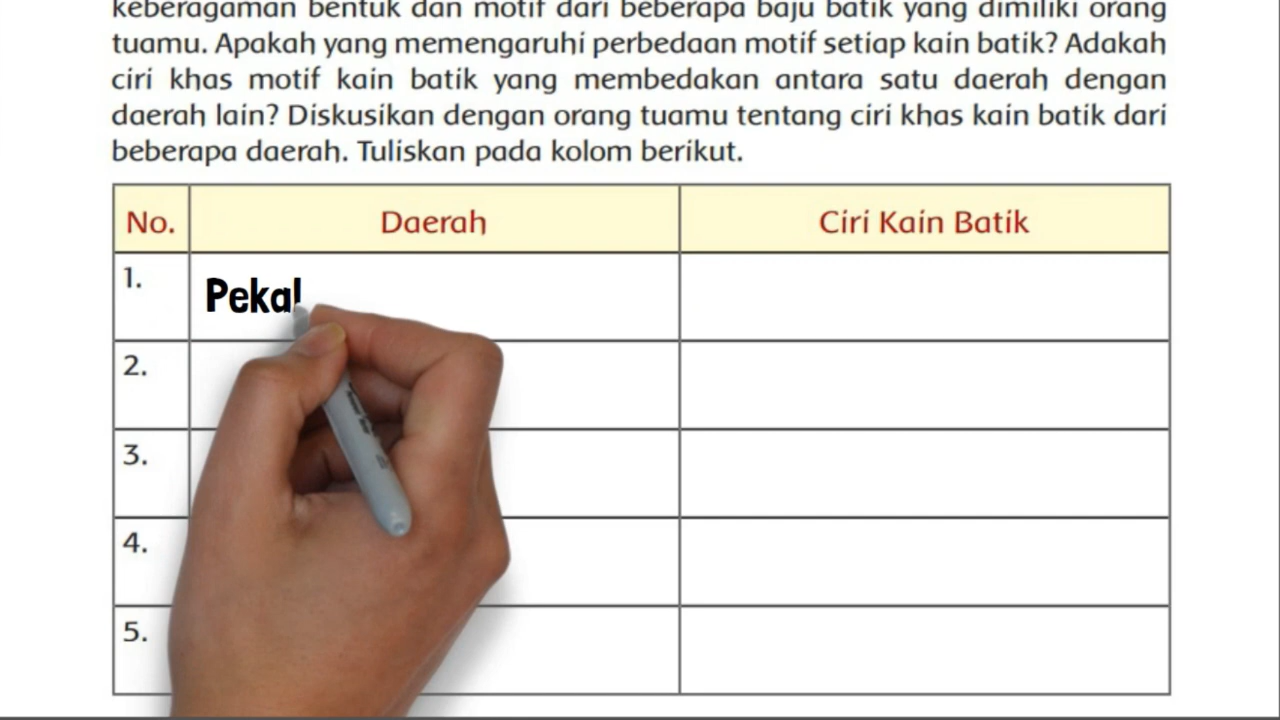 keberagaman bentuk dan motif dari beberapa baju batik yang dimiliki orang
tuamu. Apakah yang memengaruhi perbedaan motif setiap kain batik? Adakah
ciri khas motif kain batik yang membedakan antara satu daerah dengan
daerah lain? Diskusikan dengan orang tuamu tentang ciri khas kain batik dari
beberapa daerah. Tuliskan pada kolom berikut.
No. Daerah Ciri Kain Batik
1. Pekal
2.
3.
4.
5.